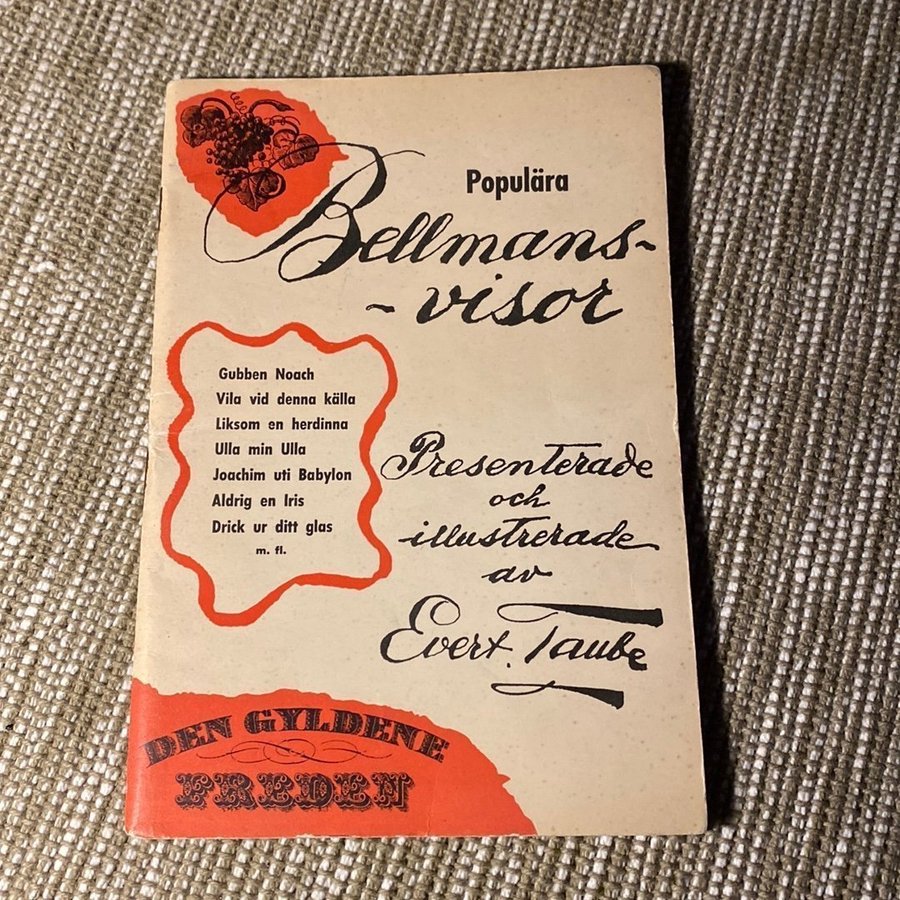 Populära
Bellmans-
-visor
Gubben Noach
Vila vid denna källa
Liksom en herdinna
Ulla min Ulla
Joachim uti Babylon
Aldrig en Iris
Drick ur ditt glas
m. fl.
Presenterade
och
illustrerade
av
Evert. Taube
DEN GYLDENE
FREDEN